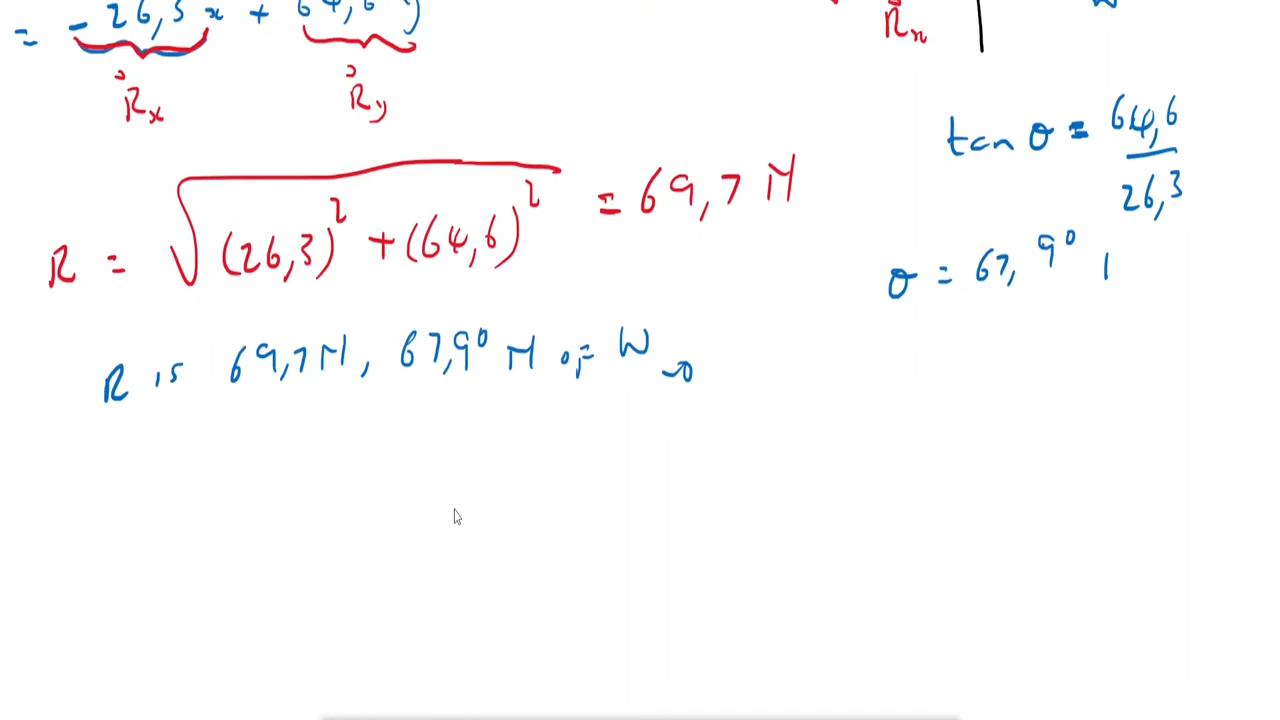 = - 26,3 x + 64,6 y
R_x R_y
R_x
tan θ = 64,6 / 26,3
R = √((26,3)² + (64,6)²) = 69,7 N
θ = 67,9°
R is 69,7 N, 67,9° N of W